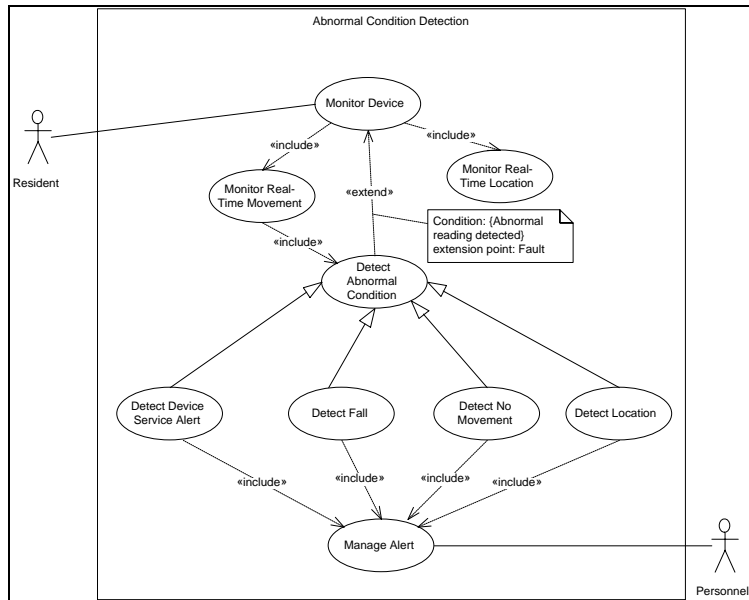 Abnormal Condition Detection
Monitor Device
«include»
«include»
Resident
Monitor Real-
Time Movement
Monitor Real-
Time Location
«extend»
Condition: {Abnormal
reading detected}
extension point: Fault
«include»
Detect
Abnormal
Condition
Detect Device
Service Alert
Detect Fall
Detect No
Movement
Detect Location
«include»
«include»
«include»
«include»
Manage Alert
Personnel